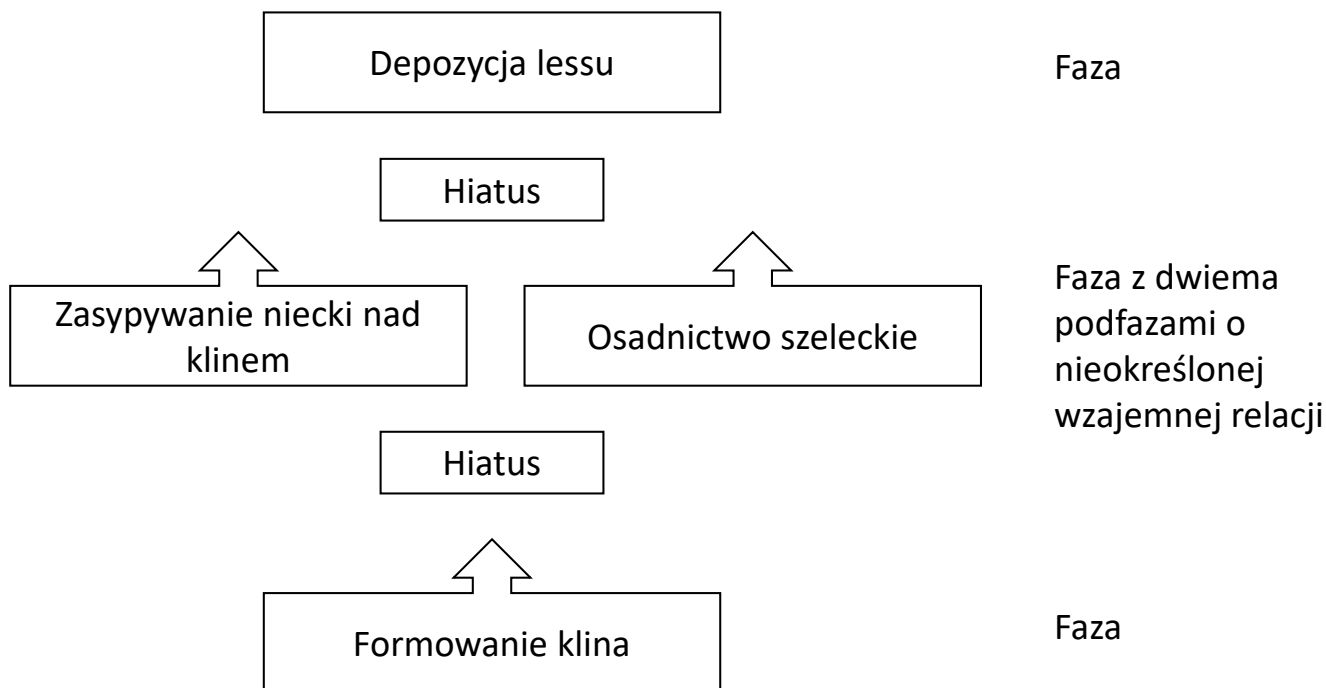 Depozycja lessu
Faza
Hiatus
Zasypywanie niecki nad
klinem
Osadnictwo szeleckie
Faza z dwiema
podfazami o
nieokreślonej
wzajemnej relacji
Hiatus
Formowanie klina
Faza